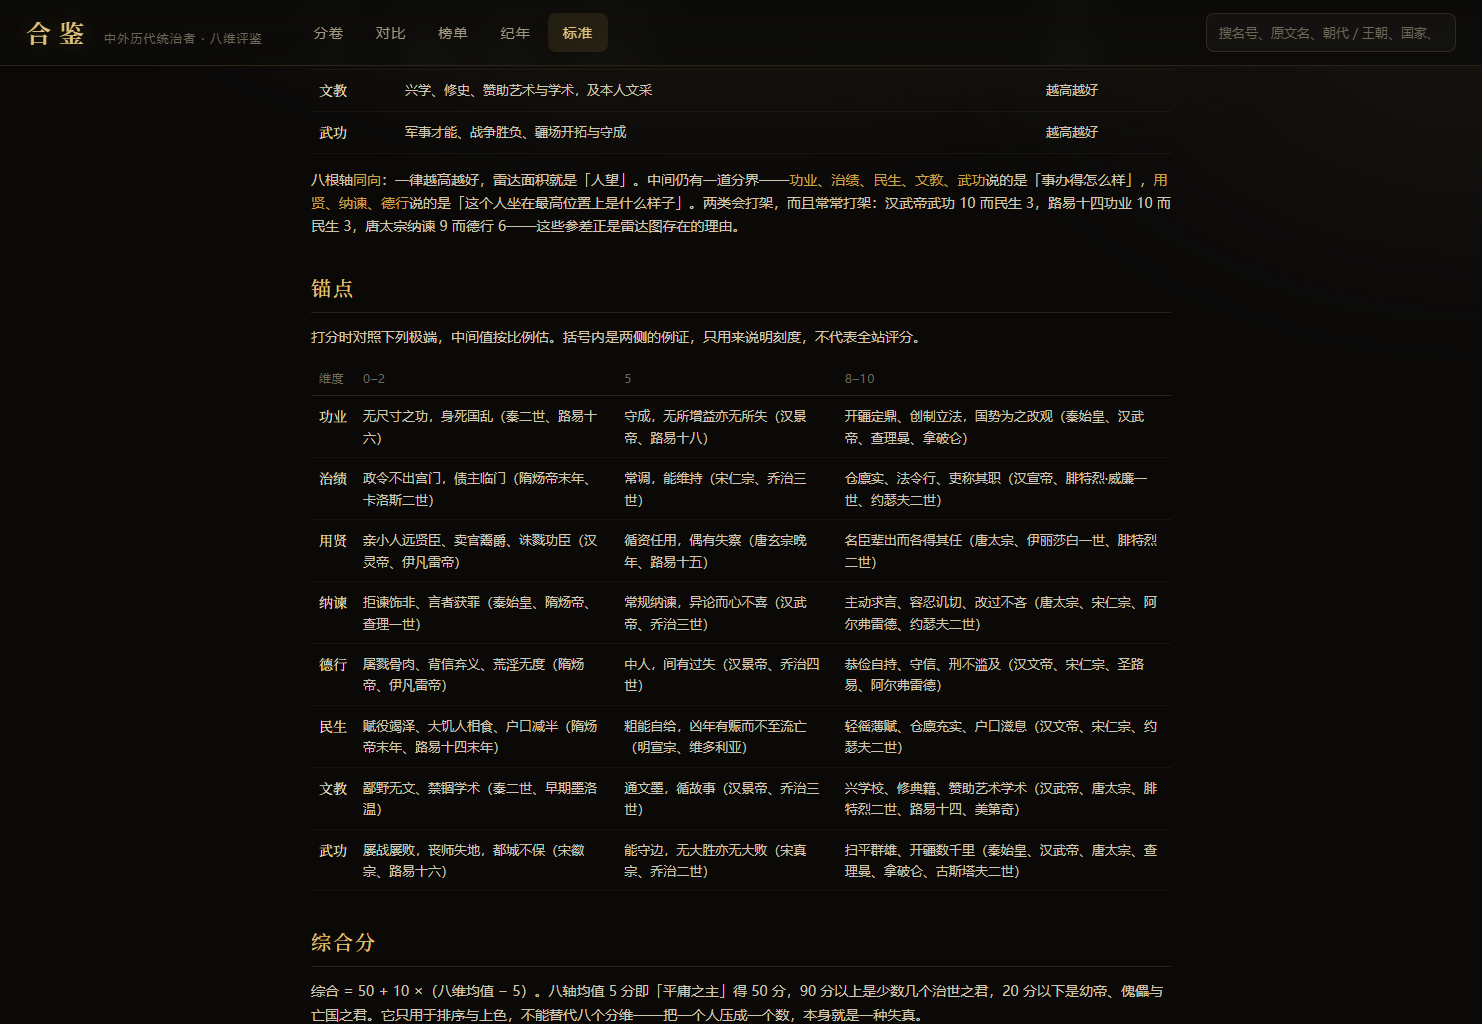 合鉴 中外历代统治者 · 八维评鉴 分卷 对比 榜单 纪年 标准 搜名号、原文名、朝代 / 王朝、国家、
文教 兴学、修史、赞助艺术与学术，及本人文采 越高越好
武功 军事才能、战争胜负、疆场开拓与守成 越高越好
八根轴同向：一律越高越好，雷达面积就是「人望」。中间仍有一道分界——功业、治绩、民生、文教、武功说的是「事办得怎么样」，用
贤、纳谏、德行说的是「这个人坐在最高位置上是什么样子」。两类会打架，而且常常打架：汉武帝武功 10 而民生 3，路易十四功业 10 而
民生 3，唐太宗纳谏 9 而德行 6——这些参差正是雷达图存在的理由。
锚点
打分时对照下列极端，中间值按比例估。括号内是两侧的例证，只用来说明刻度，不代表全站评分。
维度 0–2 5 8–10
功业 无尺寸之功，身死国乱（秦二世、路易十 守成，无所增益亦无所失（汉景 开疆定鼎、创制立法，国势为之改观（秦始皇、汉武
六） 帝、路易十八） 帝、查理曼、拿破仑）
治绩 政令不出宫门，债主临门（隋炀帝末年、 常调，能维持（宋仁宗、乔治三 仓廪实、法令行、吏称其职（汉宣帝、腓特烈·威廉一
卡洛斯二世） 世） 世、约瑟夫二世）
用贤 亲小人远贤臣、卖官鬻爵、诛戮功臣（汉 循资任用，偶有失察（唐玄宗晚 名臣辈出而各得其任（唐太宗、伊丽莎白一世、腓特烈
灵帝、伊凡雷帝） 年、路易十五） 二世）
纳谏 拒谏饰非、言者获罪（秦始皇、隋炀帝、 常规纳谏，异论而心不喜（汉武 主动求言、容忍讥切、改过不吝（唐太宗、宋仁宗、阿
查理一世） 帝、乔治三世） 尔弗雷德、约瑟夫二世）
德行 屠戮骨肉、背信弃义、荒淫无度（隋炀 中人，间有过失（汉景帝、乔治四 恭俭自持、守信、刑不滥及（汉文帝、宋仁宗、圣路
帝、伊凡雷帝） 世） 易、阿尔弗雷德）
民生 赋役竭泽、大饥人相食、户口减半（隋炀 粗能自给，凶年有赈而不至流亡 轻徭薄赋、仓廪充实、户口滋息（汉文帝、宋仁宗、约
帝末年、路易十四末年） （明宣宗、维多利亚） 瑟夫二世）
文教 鄙野无文、禁锢学术（秦二世、早期墨洛 通文墨，循故事（汉景帝、乔治三 兴学校、修典籍、赞助艺术学术（汉武帝、唐太宗、腓
温） 世） 特烈二世、路易十四、美第奇）
武功 屡战屡败，丧师失地，都城不保（宋徽 能守边，无大胜亦无大败（宋真 扫平群雄、开疆数千里（秦始皇、汉武帝、唐太宗、查
宗、路易十六） 宗、乔治二世） 理曼、拿破仑、古斯塔夫二世）
综合分
综合 = 50 + 10 ×（八维均值 − 5）。八轴均值 5 分即「平庸之主」得 50 分，90 分以上是少数几个治世之君，20 分以下是幼帝、傀儡与
亡国之君。它只用于排序与上色，不能替代八个分维——把一个人压成一个数，本身就是一种失真。